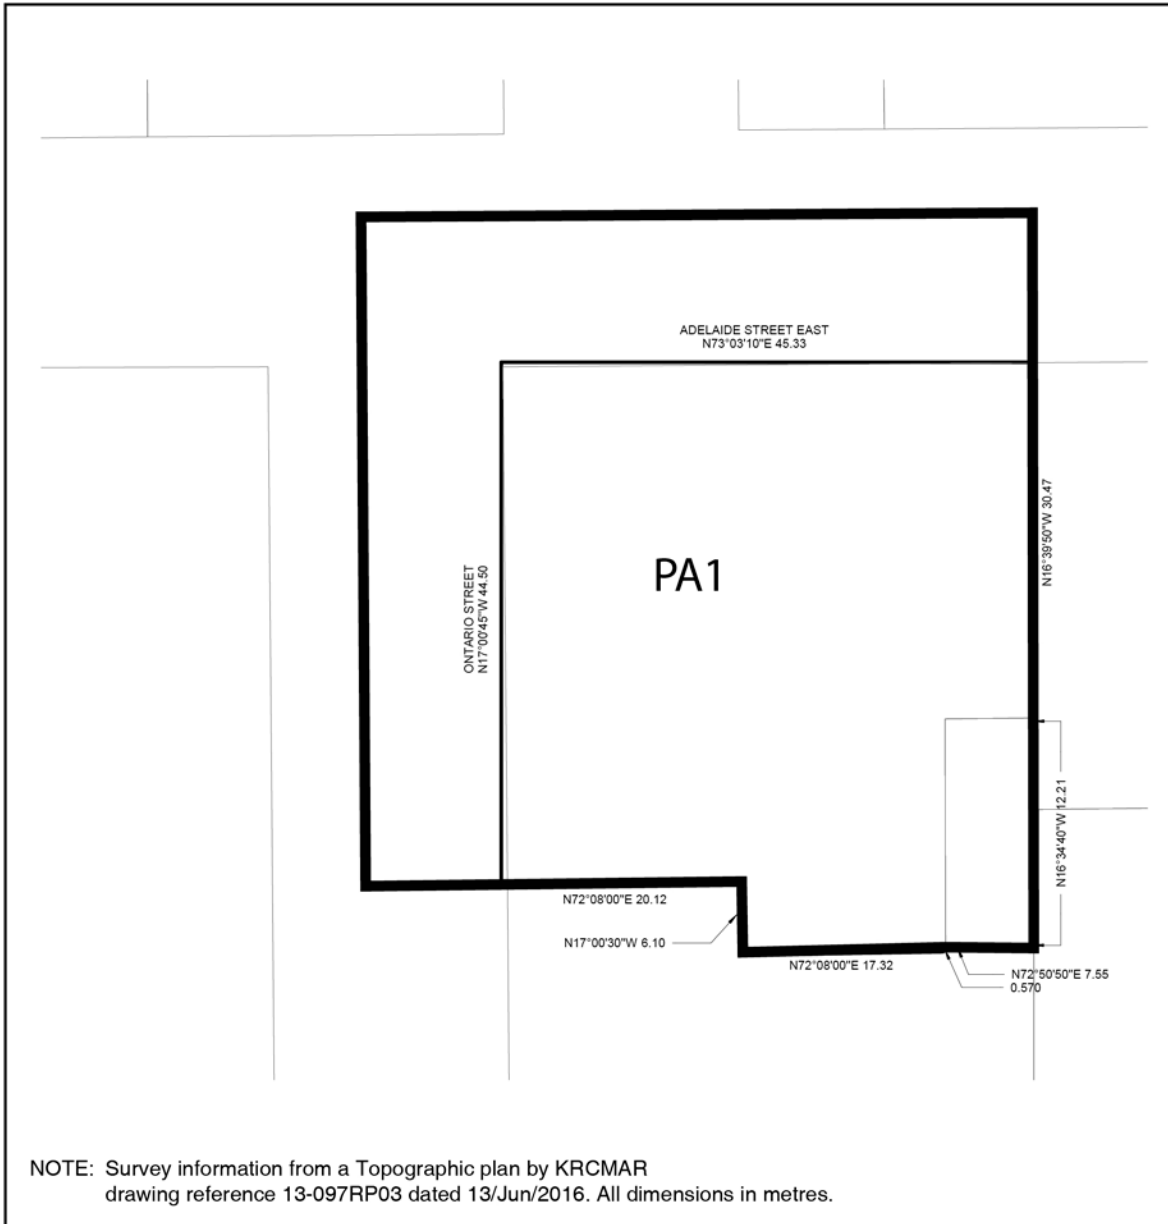 ADELAIDE STREET EAST
N73°03'10"E 45.33
N16°39'50"W 30.47
ONTARIO STREET
N17°00'45"W 44.50
PA1
N16°34'40"W 12.21
N72°08'00"E 20.12
N17°00'30"W 6.10
N72°08'00"E 17.32
N72°50'50"E 7.55
0.570
NOTE: Survey information from a Topographic plan by KRCMAR
drawing reference 13-097RP03 dated 13/Jun/2016. All dimensions in metres.